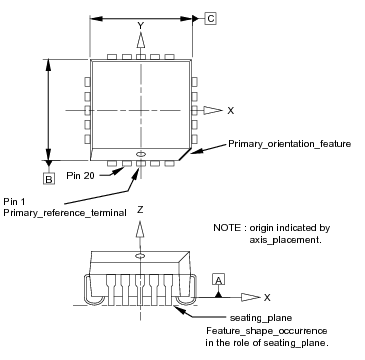 C
Y
X
Primary_orientation_feature
B
Pin 20
Pin 1
Primary_reference_terminal
Z
NOTE : origin indicated by
axis_placement.
A
X
seating_plane
Feature_shape_occurrence
in the role of seating_plane.